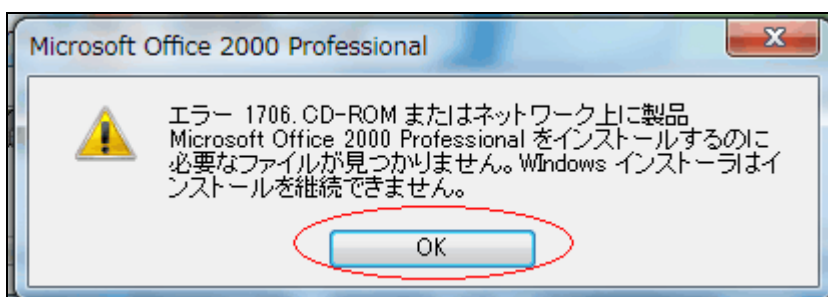 Microsoft Office 2000 Professional
エラー 1706. CD-ROM またはネットワーク上に製品
Microsoft Office 2000 Professional をインストールするのに
必要なファイルが見つかりません。Windows インストーラはイ
ンストールを継続できません。
OK